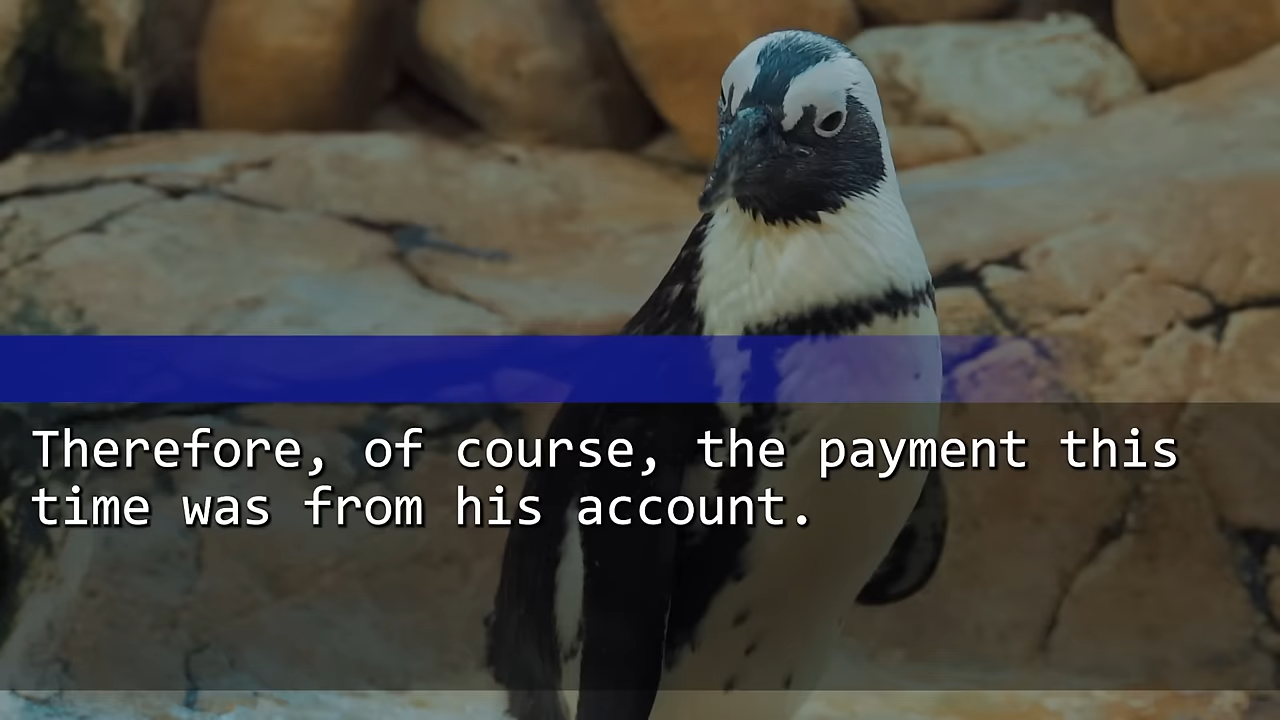 Therefore, of course, the payment this
time was from his account.